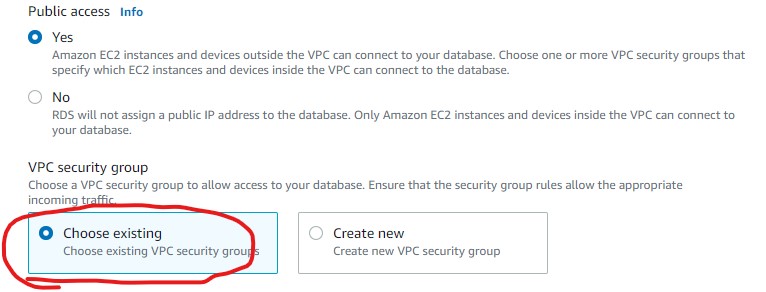 Public access Info
Yes
Amazon EC2 instances and devices outside the VPC can connect to your database. Choose one or more VPC security groups that
specify which EC2 instances and devices inside the VPC can connect to the database.
No
RDS will not assign a public IP address to the database. Only Amazon EC2 instances and devices inside the VPC can connect to
your database.
VPC security group
Choose a VPC security group to allow access to your database. Ensure that the security group rules allow the appropriate
incoming traffic.
Choose existing
Choose existing VPC security groups
Create new
Create new VPC security group